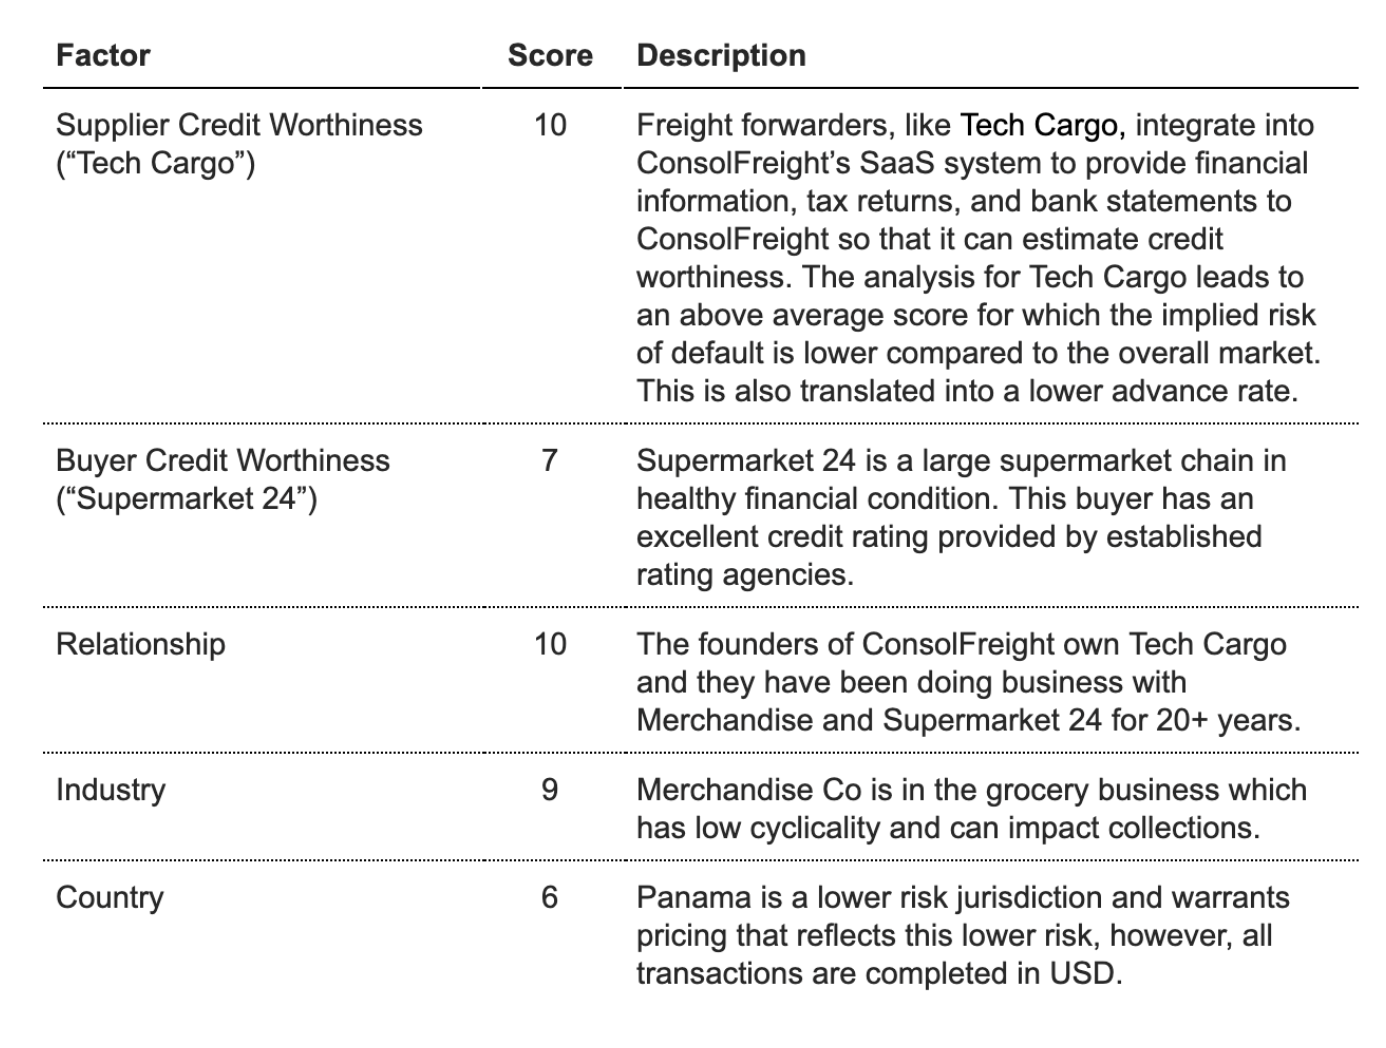 Factor Score Description
Supplier Credit Worthiness 10 Freight forwarders, like Tech Cargo, integrate into
(“Tech Cargo”) ConsolFreight’s SaaS system to provide financial
information, tax returns, and bank statements to
ConsolFreight so that it can estimate credit
worthiness. The analysis for Tech Cargo leads to
an above average score for which the implied risk
of default is lower compared to the overall market.
This is also translated into a lower advance rate.
Buyer Credit Worthiness 7 Supermarket 24 is a large supermarket chain in
(“Supermarket 24”) healthy financial condition. This buyer has an
excellent credit rating provided by established
rating agencies.
Relationship 10 The founders of ConsolFreight own Tech Cargo
and they have been doing business with
Merchandise and Supermarket 24 for 20+ years.
Industry 9 Merchandise Co is in the grocery business which
has low cyclicality and can impact collections.
Country 6 Panama is a lower risk jurisdiction and warrants
pricing that reflects this lower risk, however, all
transactions are completed in USD.